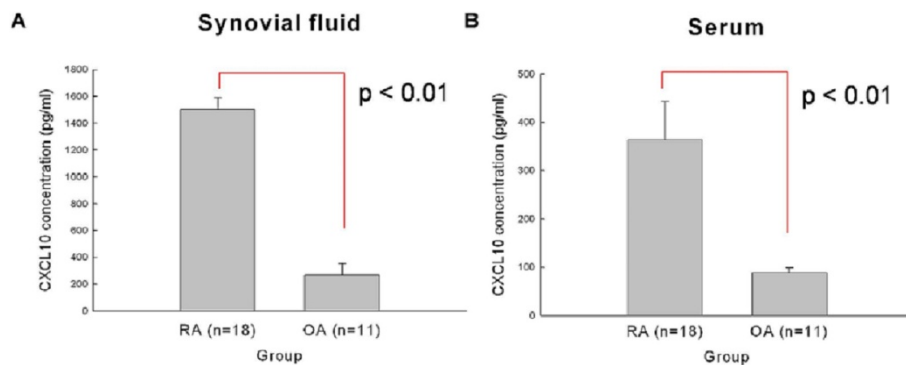 A
Synovial fluid
CXCL10 concentration (pg/ml)
1800
1600
1400
1200
1000
800
600
400
200
0
p < 0.01
RA (n=18)
OA (n=11)
Group
B
Serum
CXCL10 concentration (pg/ml)
500
400
300
200
100
0
p < 0.01
RA (n=18)
OA (n=11)
Group